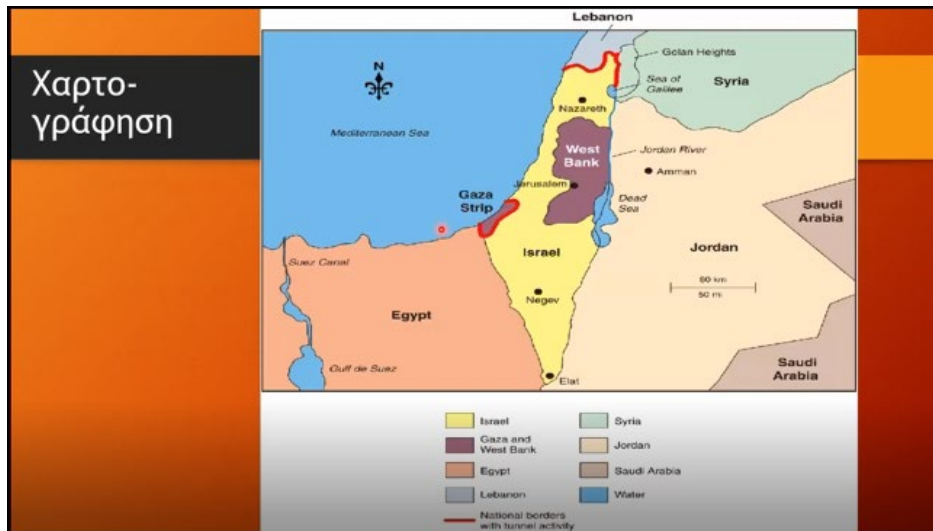 Χαρτο-
γράφηση
Lebanon
Golan Heights
Sea of
Galilee
Syria
N
Nazareth
Mediterranean Sea
West
Bank
Jordan River
Amman
Jerusalem
Gaza
Strip
Dead
Sea
Saudi
Arabia
Israel
Jordan
Suez Canal
80 km
50 mi
Negev
Egypt
Gulf de Suez
Elat
Saudi
Arabia
Israel
Gaza and
West Bank
Egypt
Lebanon
National borders
with tunnel activity
Syria
Jordan
Saudi Arabia
Water